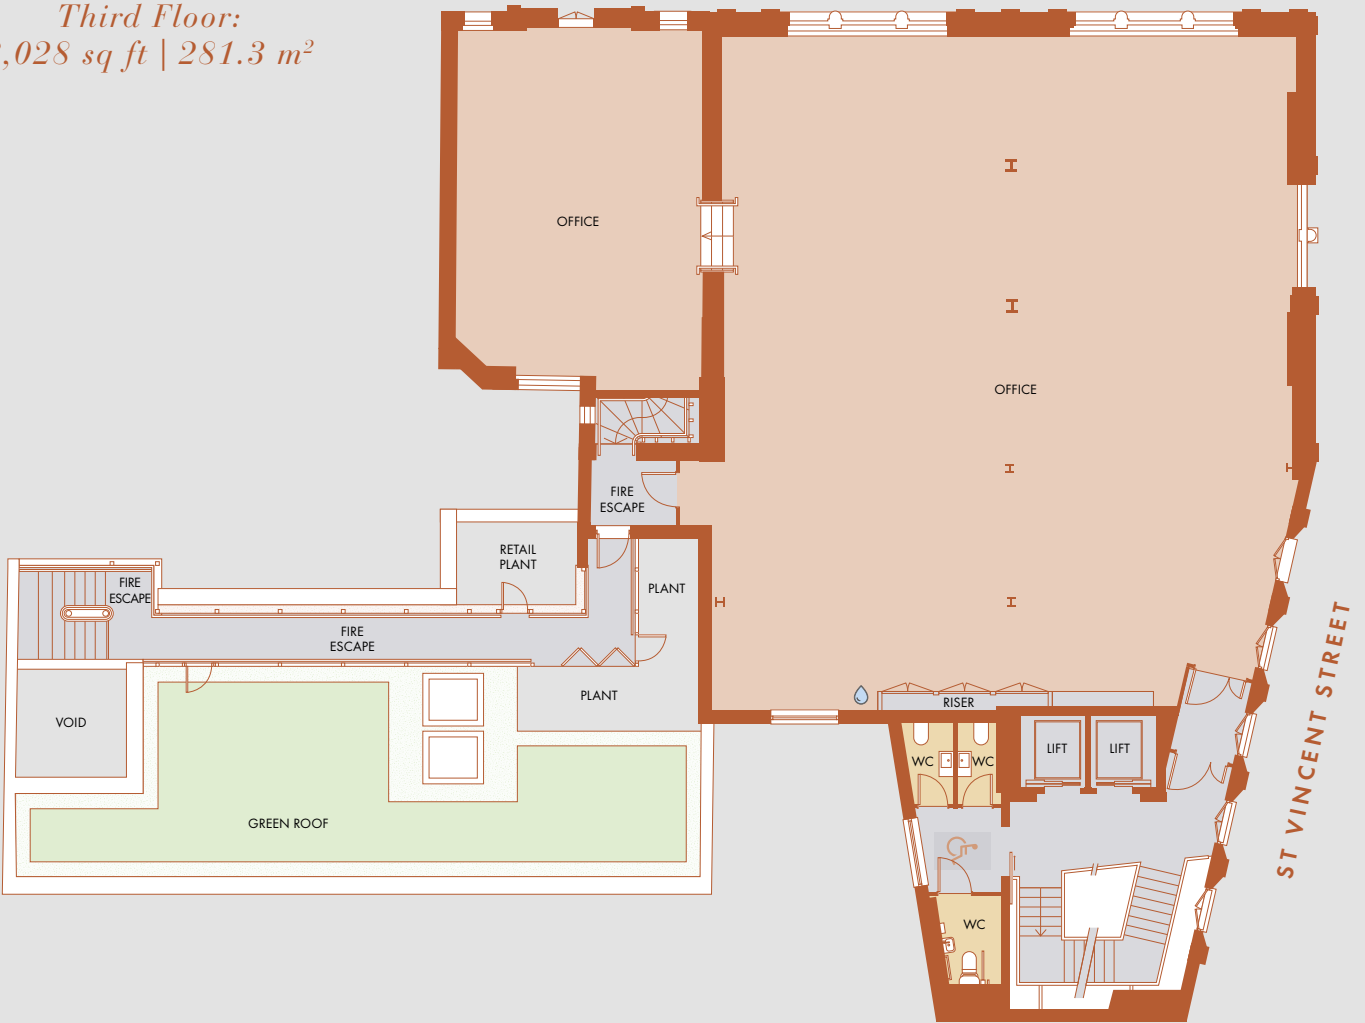 Third Floor:
,028 sq ft | 281.3 m²
OFFICE
OFFICE
FIRE
ESCAPE
RETAIL
PLANT
FIRE
ESCAPE
PLANT
FIRE
ESCAPE
PLANT
VOID
RISER
WC
WC
LIFT
LIFT
GREEN ROOF
WC
ST VINCENT STREET